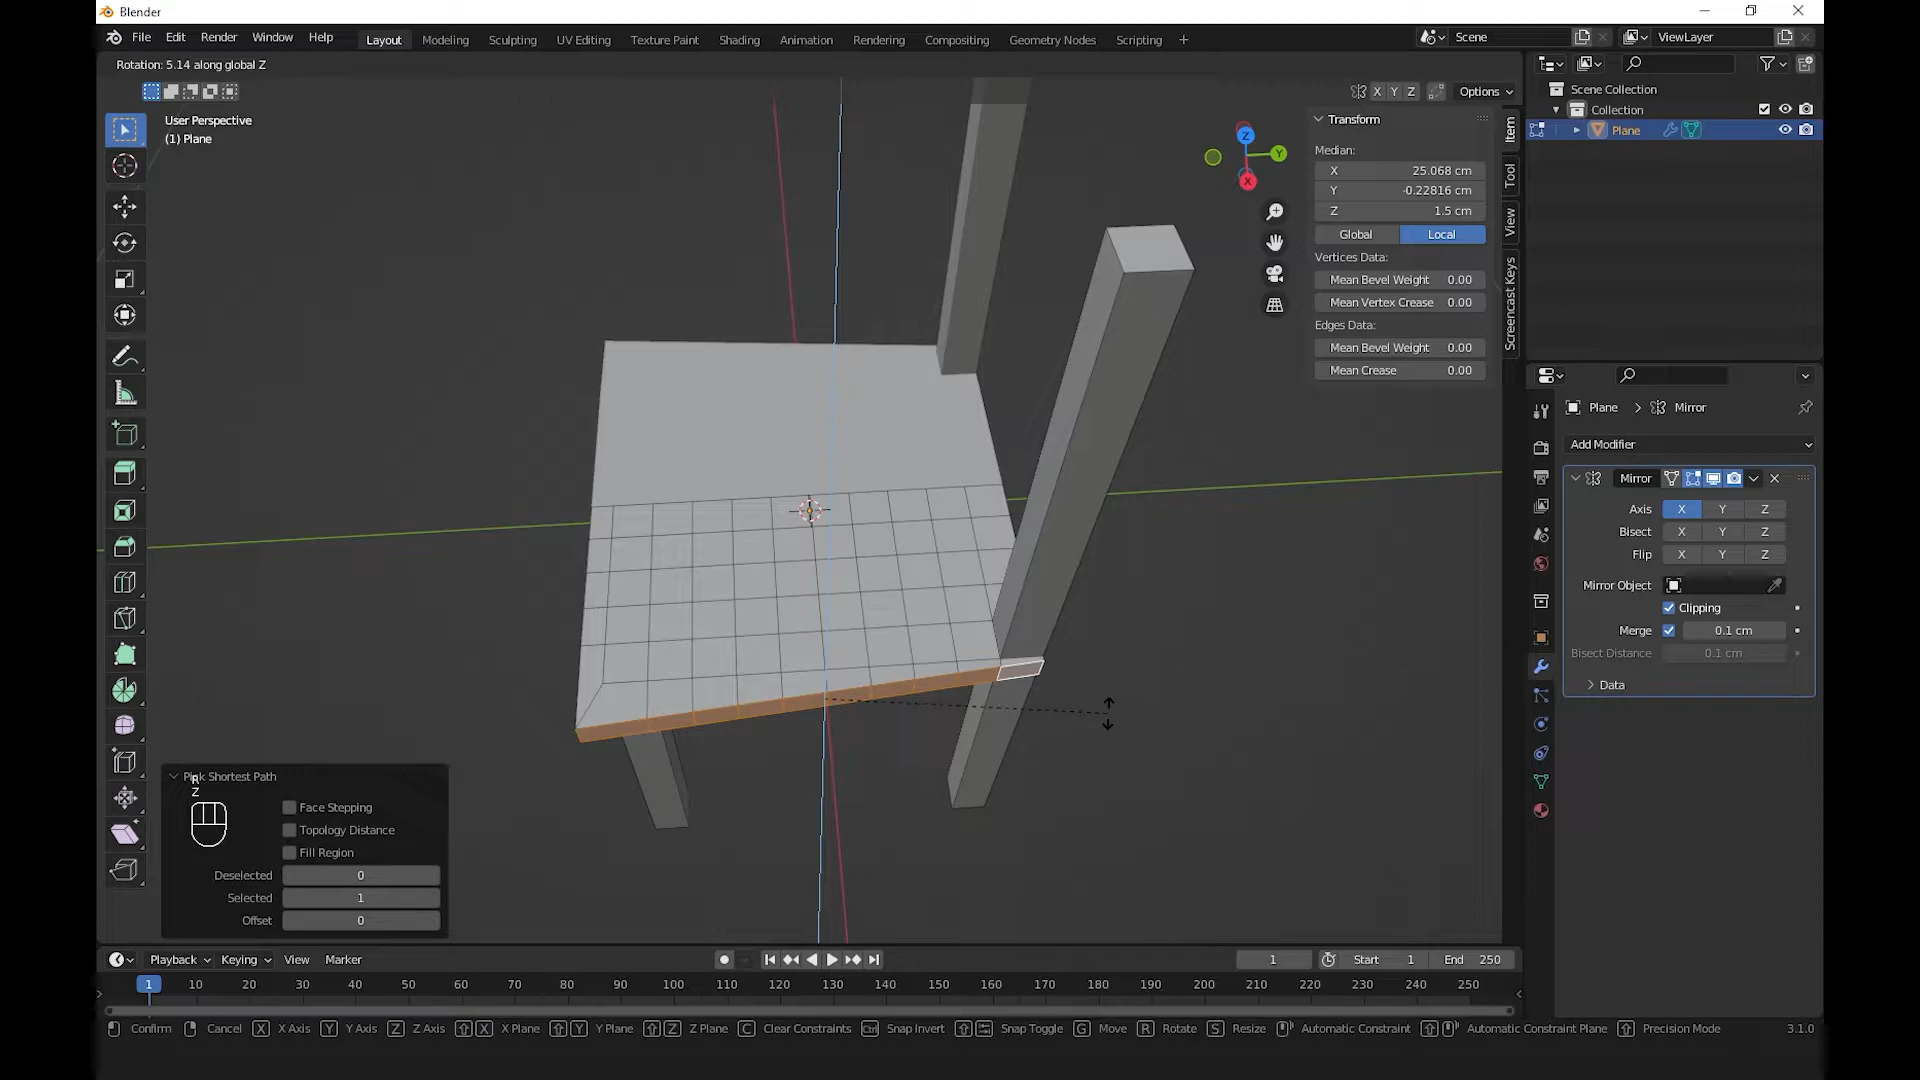 Blender
File Edit Render Window Help Layout Modeling Sculpting UV Editing Texture Paint Shading Animation Rendering Compositing Geometry Nodes Scripting + Scene ViewLayer
Rotation: 5.14 along global Z
X Y Z Options
User Perspective
(1) Plane
Z
Y
X
Transform
Median:
X 25.068 cm
Y -0.22816 cm
Z 1.5 cm
Global Local
Vertices Data:
Mean Bevel Weight 0.00
Mean Vertex Crease 0.00
Edges Data:
Mean Bevel Weight 0.00
Mean Crease 0.00
Item
Tool
View
Screencast Keys
Scene Collection
Collection
Plane
Plane > Mirror
Add Modifier
Mirror
Axis X Y Z
Bisect X Y Z
Flip X Y Z
Mirror Object
Clipping
Merge 0.1 cm
Bisect Distance 0.1 cm
Data
Pick Shortest Path
R
Z
Face Stepping
Topology Distance
Fill Region
Deselected 0
Selected 1
Offset 0
Playback Keying View Marker 1 Start 1 End 250
1 10 20 30 40 50 60 70 80 90 100 110 120 130 140 150 160 170 180 190 200 210 220 230 240 250
Confirm Cancel X X Axis Y Y Axis Z Z Axis X X Plane Y Y Plane Z Z Plane C Clear Constraints Ctrl Snap Invert Snap Toggle G Move R Rotate S Resize Automatic Constraint Automatic Constraint Plane Precision Mode 3.1.0